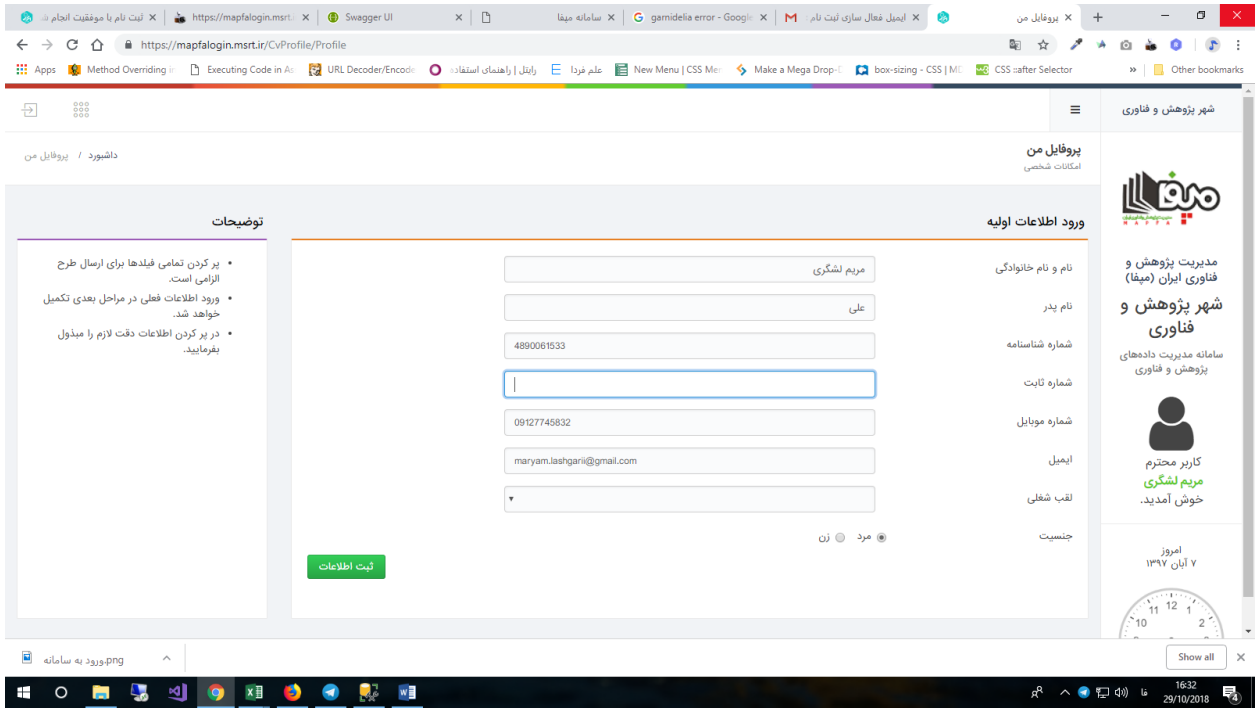 ثبت نام با موفقیت انجام ش
https://mapfalogin.msrt.i
Swagger UI
سامانه میفا
garnidelia error - Google
ایمیل فعال سازی ثبت نام
پروفایل من
https://mapfalogin.msrt.ir/CvProfile/Profile
Apps
Method Overriding in
Executing Code in As
URL Decoder/Encode
رایتل | راهنمای استفاده
علم فردا
New Menu | CSS Men
Make a Mega Drop-D
box-sizing - CSS | MD
CSS ::after Selector
» Other bookmarks
شهر پژوهش و فناوری
پروفایل من
امکانات شخصی
داشبورد / پروفایل من
میفا
MAPFA
مدیریت پژوهش و
فناوری ایران (میفا)
شهر پژوهش و
فناوری
سامانه مدیریت داده‌های
پژوهش و فناوری
کاربر محترم
مریم لشگری
خوش آمدید.
امروز
۷ آبان ۱۳۹۷
11 12 1
10 2
ورود اطلاعات اولیه
نام و نام خانوادگی
مریم لشگری
نام پدر
علی
شماره شناسنامه
4890061533
شماره ثابت
شماره موبایل
09127745832
ایمیل
maryam.lashgarii@gmail.com
لقب شغلی
جنسیت
مرد
زن
ثبت اطلاعات
توضیحات
• پر کردن تمامی فیلدها برای ارسال طرح
الزامی است.
• ورود اطلاعات فعلی در مراحل بعدی تکمیل
خواهد شد.
• در پر کردن اطلاعات دقت لازم را مبذول
بفرمایید.
ورود به سامانه.png
Show all
فا
16:32
29/10/2018
4